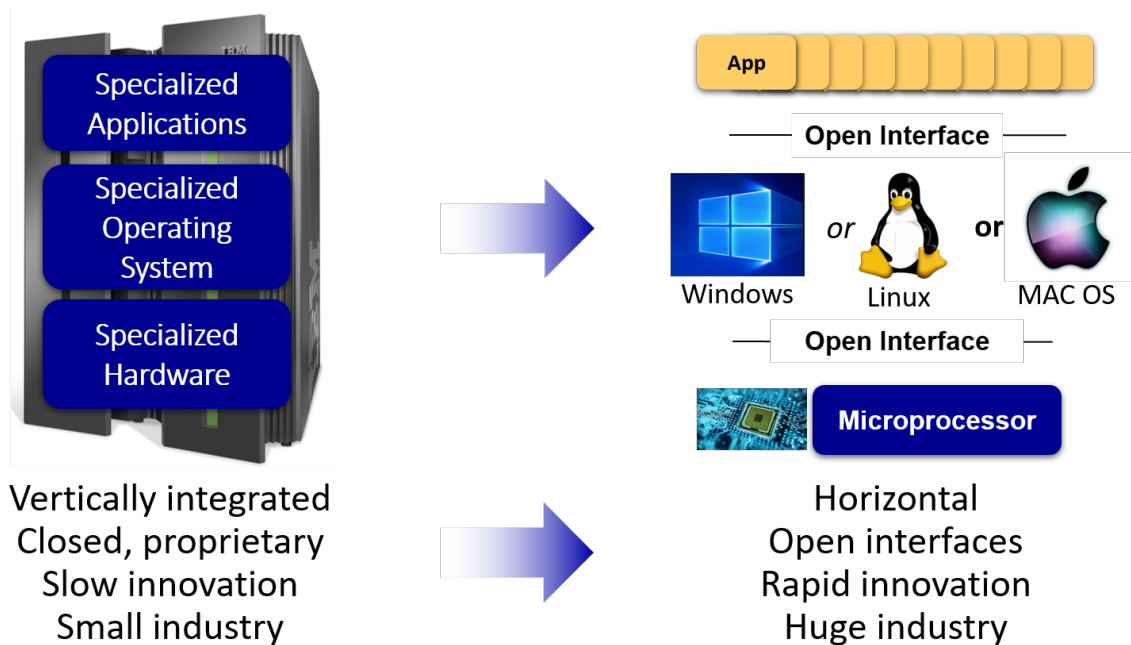 IBM
Specialized
Applications
Specialized
Operating
System
Specialized
Hardware
Vertically integrated
Closed, proprietary
Slow innovation
Small industry
App
Open Interface
or
or
Windows
Linux
MAC OS
Open Interface
Microprocessor
Horizontal
Open interfaces
Rapid innovation
Huge industry